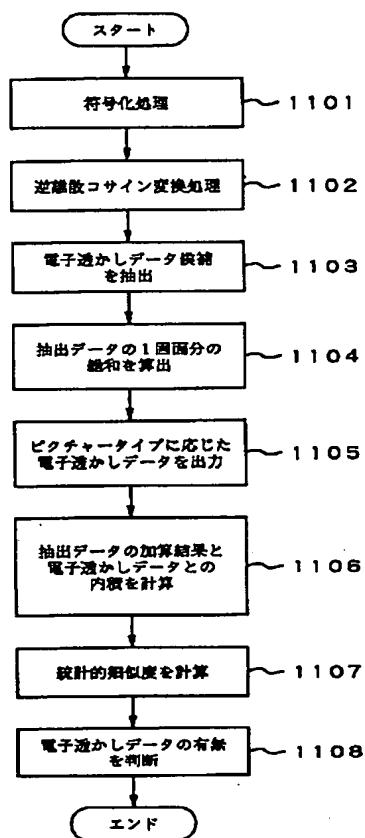 スタート
符号化処理
1101
逆離散コサイン変換処理
1102
電子透かしデータ候補
を抽出
1103
抽出データの1画面分の
総和を算出
1104
ピクチャータイプに応じた
電子透かしデータを出力
1105
抽出データの加算結果と
電子透かしデータとの
内積を計算
1106
統計的類似度を計算
1107
電子透かしデータの有無
を判断
1108
エンド